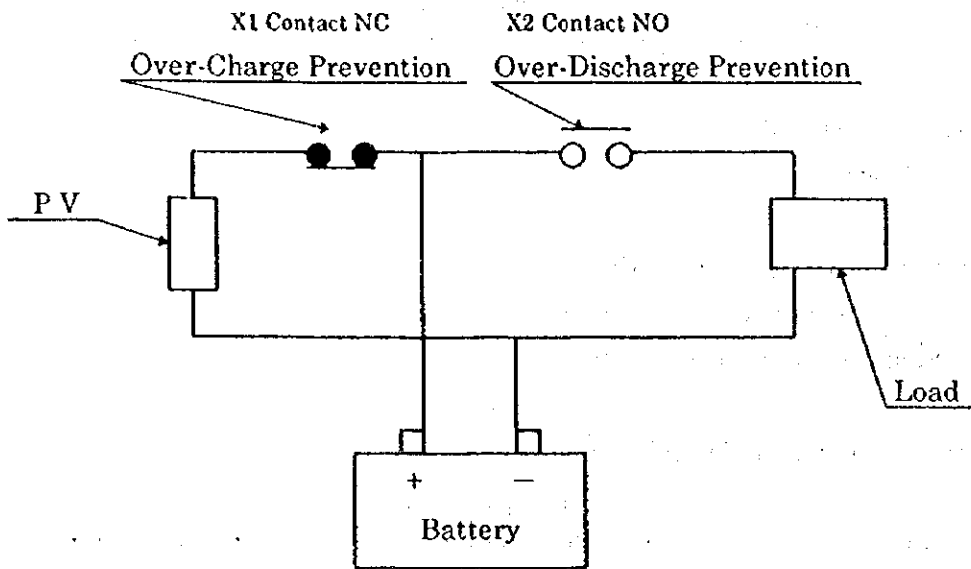 X1 Contact NC
X2 Contact NO
Over-Charge Prevention
Over-Discharge Prevention
P V
Load
+ −
Battery